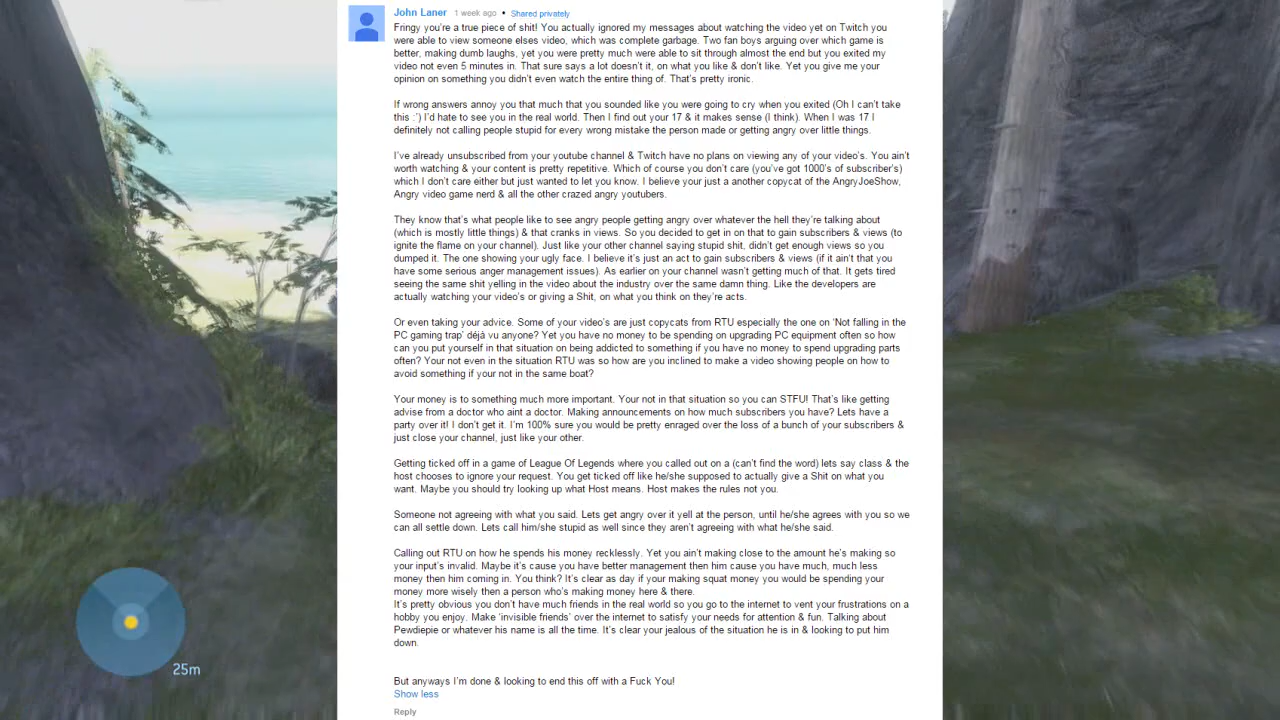 John Laner 1 week ago • Shared privately
Fringy you're a true piece of shit! You actually ignored my messages about watching the video yet on Twitch you
were able to view someone elses video, which was complete garbage. Two fan boys arguing over which game is
better, making dumb laughs, yet you were pretty much were able to sit through almost the end but you exited my
video not even 5 minutes in. That sure says a lot doesn't it, on what you like & don't like. Yet you give me your
opinion on something you didn't even watch the entire thing of. That's pretty ironic.
If wrong answers annoy you that much that you sounded like you were going to cry when you exited (Oh I can't take
this :') I'd hate to see you in the real world. Then I find out your 17 & it makes sense (I think). When I was 17 I
definitely not calling people stupid for every wrong mistake the person made or getting angry over little things.
I've already unsubscribed from your youtube channel & Twitch have no plans on viewing any of your video's. You ain't
worth watching & your content is pretty repetitive. Which of course you don't care (you've got 1000's of subscriber's)
which I don't care either but just wanted to let you know. I believe your just a another copycat of the AngryJoeShow,
Angry video game nerd & all the other crazed angry youtubers.
They know that's what people like to see angry people getting angry over whatever the hell they're talking about
(which is mostly little things) & that cranks in views. So you decided to get in on that to gain subscribers & views (to
ignite the flame on your channel). Just like your other channel saying stupid shit, didn't get enough views so you
dumped it. The one showing your ugly face. I believe it's just an act to gain subscribers & views (if it ain't that you
have some serious anger management issues). As earlier on your channel wasn't getting much of that. It gets tired
seeing the same shit yelling in the video about the industry over the same damn thing. Like the developers are
actually watching your video's or giving a Shit, on what you think on they're acts.
Or even taking your advice. Some of your video's are just copycats from RTU especially the one on 'Not falling in the
PC gaming trap' déjà vu anyone? Yet you have no money to be spending on upgrading PC equipment often so how
can you put yourself in that situation on being addicted to something if you have no money to spend upgrading parts
often? Your not even in the situation RTU was so how are you inclined to make a video showing people on how to
avoid something if your not in the same boat?
Your money is to something much more important. Your not in that situation so you can STFU! That's like getting
advise from a doctor who aint a doctor. Making announcements on how much subscribers you have? Lets have a
party over it! I don't get it. I'm 100% sure you would be pretty enraged over the loss of a bunch of your subscribers &
just close your channel, just like your other.
Getting ticked off in a game of League Of Legends where you called out on a (can't find the word) lets say class & the
host chooses to ignore your request. You get ticked off like he/she supposed to actually give a Shit on what you
want. Maybe you should try looking up what Host means. Host makes the rules not you.
Someone not agreeing with what you said. Lets get angry over it yell at the person, until he/she agrees with you so we
can all settle down. Lets call him/she stupid as well since they aren't agreeing with what he/she said.
Calling out RTU on how he spends his money recklessly. Yet you ain't making close to the amount he's making so
your input's invalid. Maybe it's cause you have better management then him cause you have much, much less
money then him coming in. You think? It's clear as day if your making squat money you would be spending your
money more wisely then a person who's making money here & there.
It's pretty obvious you don't have much friends in the real world so you go to the internet to vent your frustrations on a
hobby you enjoy. Make 'invisible friends' over the internet to satisfy your needs for attention & fun. Talking about
Pewdiepie or whatever his name is all the time. It's clear your jealous of the situation he is in & looking to put him
down.
But anyways I'm done & looking to end this off with a Fuck You!
Show less
Reply
25m